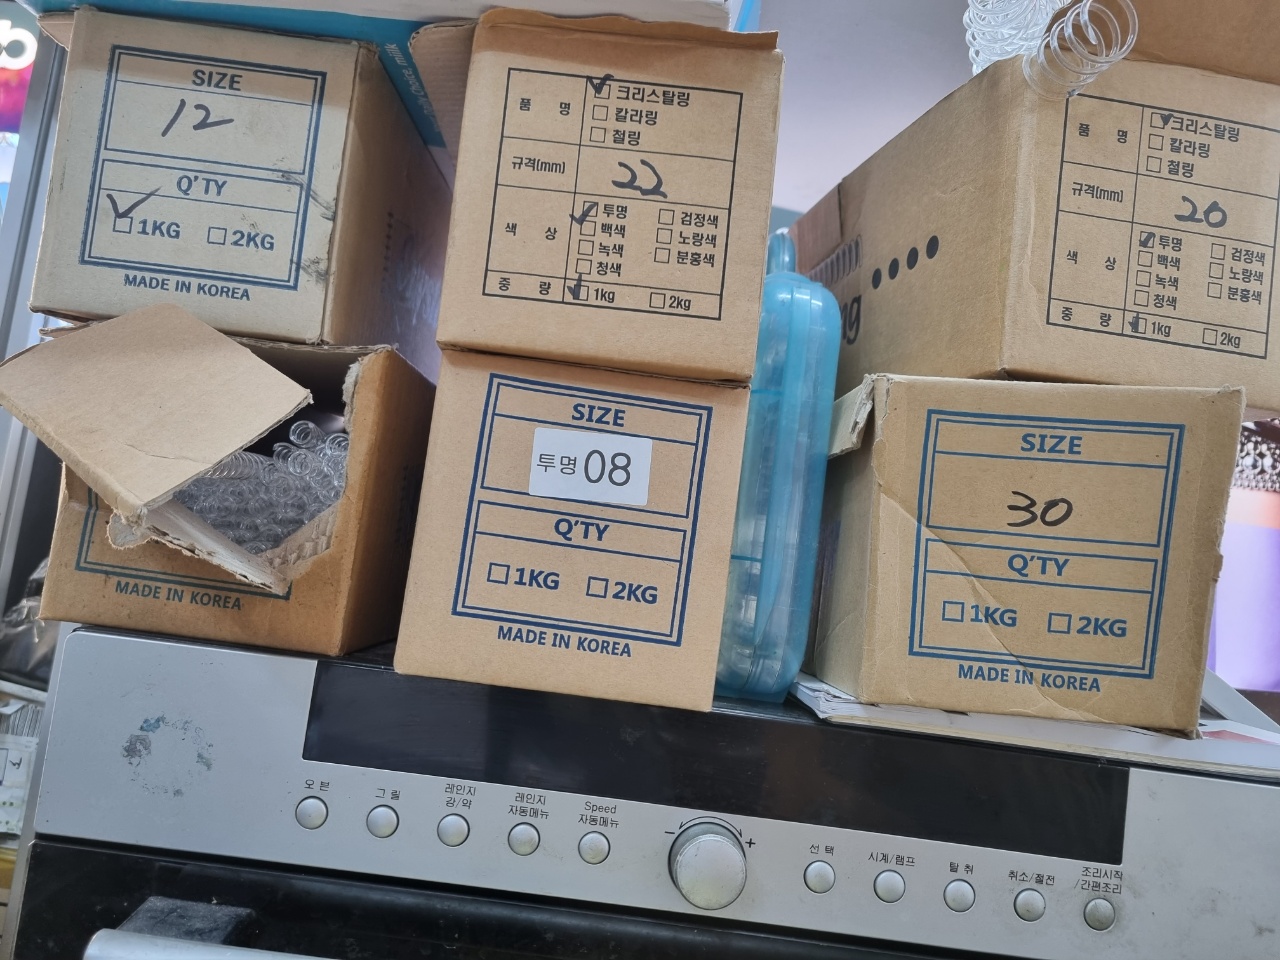 SIZE
12
Q'TY
1KG 2KG
MADE IN KOREA
품 명
크리스탈링
칼라링
철링
규격(mm)
22
색 상
투명 검정색
백색 노랑색
녹색 분홍색
청색
중 량 1kg 2kg
품 명
크리스탈링
칼라링
철링
규격(mm)
20
색 상
투명 검정색
백색 노랑색
녹색 분홍색
청색
중 량 1kg 2kg
MADE IN KOREA
SIZE
투명 08
Q'TY
1KG 2KG
MADE IN KOREA
SIZE
30
Q'TY
1KG 2KG
MADE IN KOREA
오븐
그릴
레인지
강/약
레인지
자동메뉴
Speed
자동메뉴
- +
선택
시계/램프
탈취
취소/절전
조리시작
/간편조리